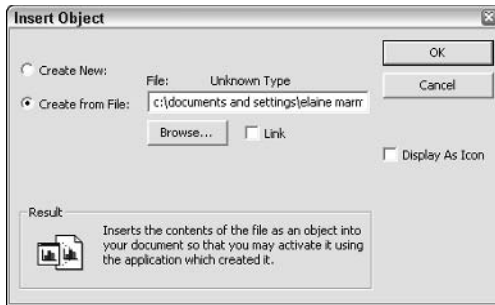 Insert Object
Create New:
Create from File:
File: Unknown Type
c:\documents and settings\elaine marm
Browse...
Link
OK
Cancel
Display As Icon
Result
Inserts the contents of the file as an object into
your document so that you may activate it using
the application which created it.